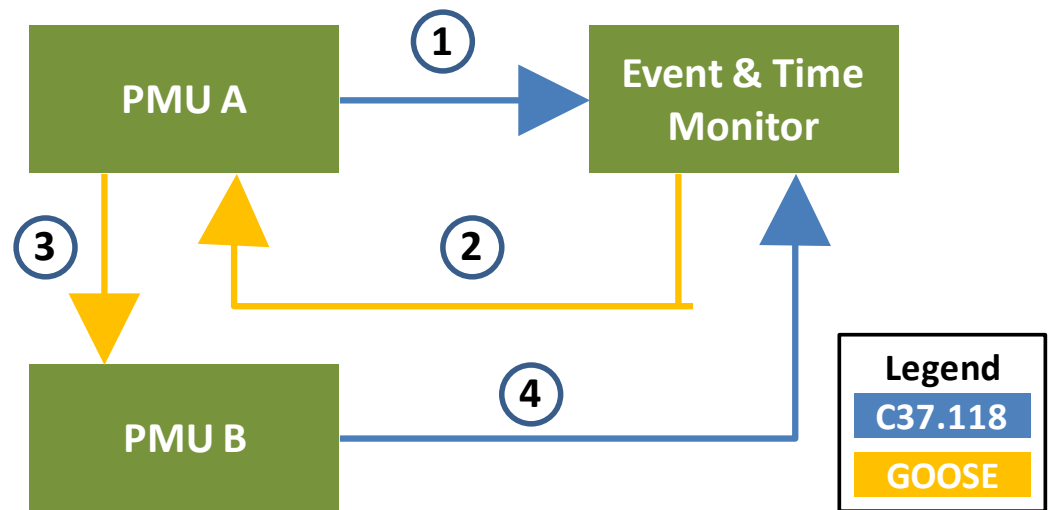 1
PMU A
Event & Time
Monitor
3
2
4
PMU B
Legend
C37.118
GOOSE